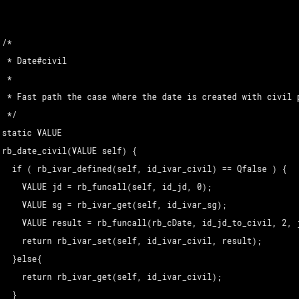 /*
 * Date#civil
 *
 * Fast path the case where the date is created with civil
 */
static VALUE
rb_date_civil(VALUE self) {
  if ( rb_ivar_defined(self, id_ivar_civil) == Qfalse ) {
    VALUE jd = rb_funcall(self, id_jd, 0);
    VALUE sg = rb_ivar_get(self, id_ivar_sg);
    VALUE result = rb_funcall(rb_cDate, id_jd_to_civil, 2,
    return rb_ivar_set(self, id_ivar_civil, result);
  }else{
    return rb_ivar_get(self, id_ivar_civil);
  }